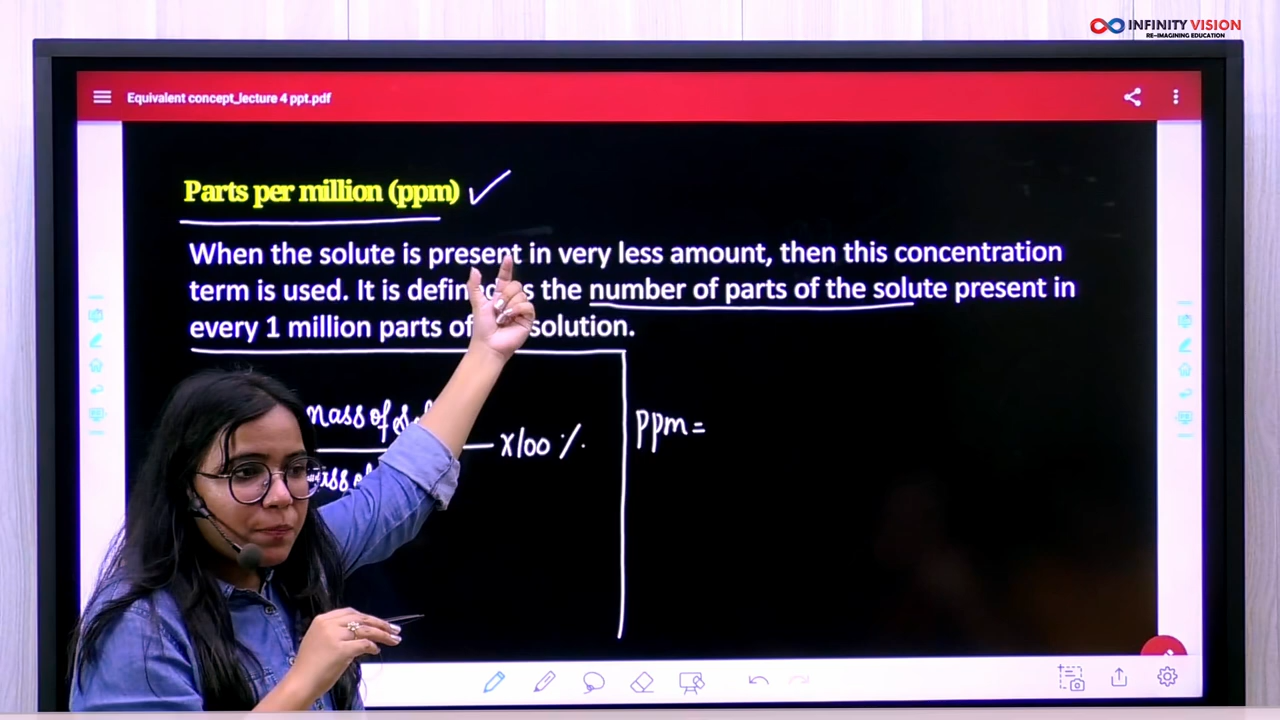 INFINITY VISION
RE-IMAGINING EDUCATION
Equivalent concept_lecture 4 ppt.pdf
Parts per million (ppm)
When the solute is present in very less amount, then this concentration
term is used. It is the number of parts of the solute present in
every 1 million parts of solution.
Mass of
x100 %
ppm =